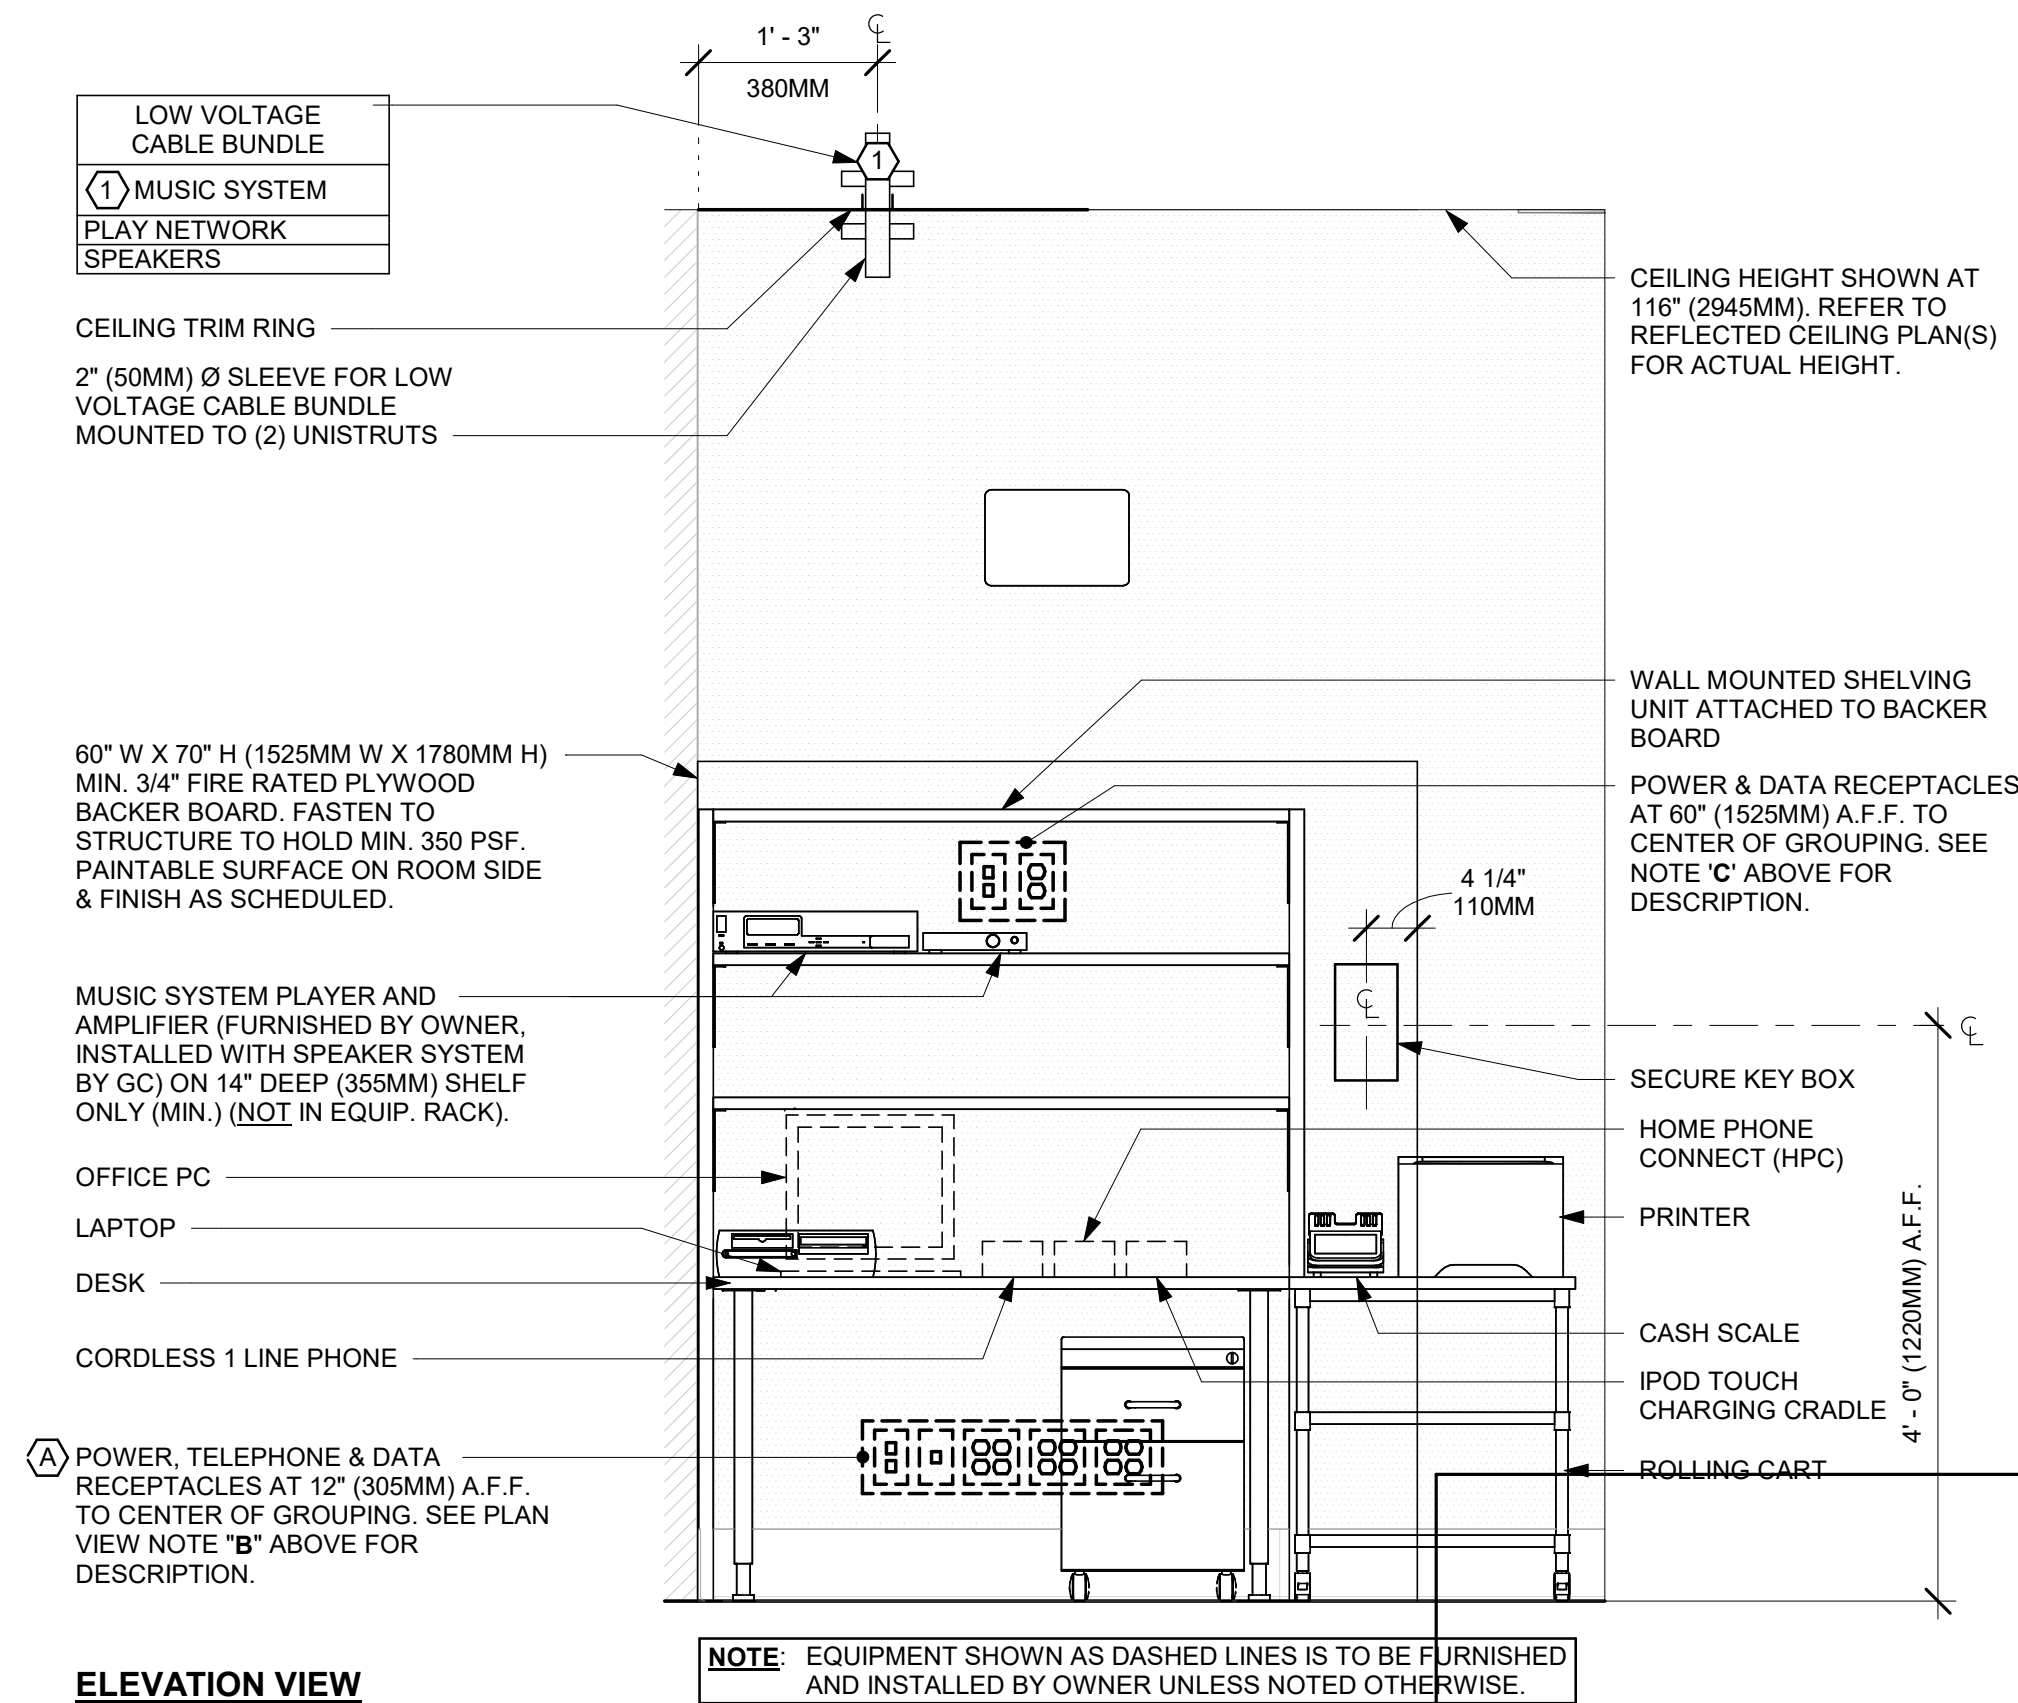 1' - 3"
380MM
LOW VOLTAGE
CABLE BUNDLE
1 MUSIC SYSTEM
PLAY NETWORK
SPEAKERS
1
CEILING TRIM RING
2" (50MM) Ø SLEEVE FOR LOW
VOLTAGE CABLE BUNDLE
MOUNTED TO (2) UNISTRUTS
CEILING HEIGHT SHOWN AT
116" (2945MM). REFER TO
REFLECTED CEILING PLAN(S)
FOR ACTUAL HEIGHT.
60" W X 70" H (1525MM W X 1780MM H)
MIN. 3/4" FIRE RATED PLYWOOD
BACKER BOARD. FASTEN TO
STRUCTURE TO HOLD MIN. 350 PSF.
PAINTABLE SURFACE ON ROOM SIDE
& FINISH AS SCHEDULED.
WALL MOUNTED SHELVING
UNIT ATTACHED TO BACKER
BOARD
POWER & DATA RECEPTACLES
AT 60" (1525MM) A.F.F. TO
CENTER OF GROUPING. SEE
NOTE 'C' ABOVE FOR
DESCRIPTION.
4 1/4"
110MM
MUSIC SYSTEM PLAYER AND
AMPLIFIER (FURNISHED BY OWNER,
INSTALLED WITH SPEAKER SYSTEM
BY GC) ON 14" DEEP (355MM) SHELF
ONLY (MIN.) (NOT IN EQUIP. RACK).
SECURE KEY BOX
HOME PHONE
CONNECT (HPC)
OFFICE PC
LAPTOP
DESK
CORDLESS 1 LINE PHONE
PRINTER
CASH SCALE
IPOD TOUCH
CHARGING CRADLE
ROLLING CART
4' - 0" (1220MM) A.F.F.
A POWER, TELEPHONE & DATA
RECEPTACLES AT 12" (305MM) A.F.F.
TO CENTER OF GROUPING. SEE PLAN
VIEW NOTE "B" ABOVE FOR
DESCRIPTION.
NOTE: EQUIPMENT SHOWN AS DASHED LINES IS TO BE FURNISHED
AND INSTALLED BY OWNER UNLESS NOTED OTHERWISE.
ELEVATION VIEW